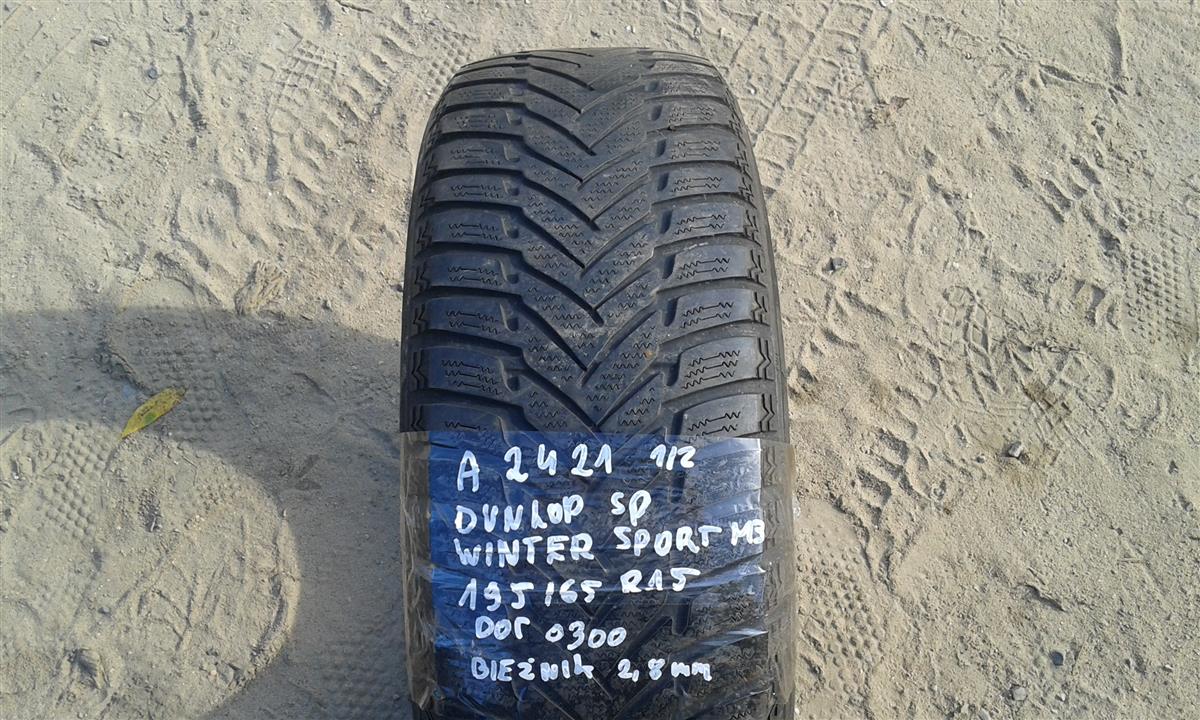 A 2421 1/2
DUNLOP SP
WINTER SPORT M3
195/65 R15
DOT 0300
BIEŻNIK 2,8mm